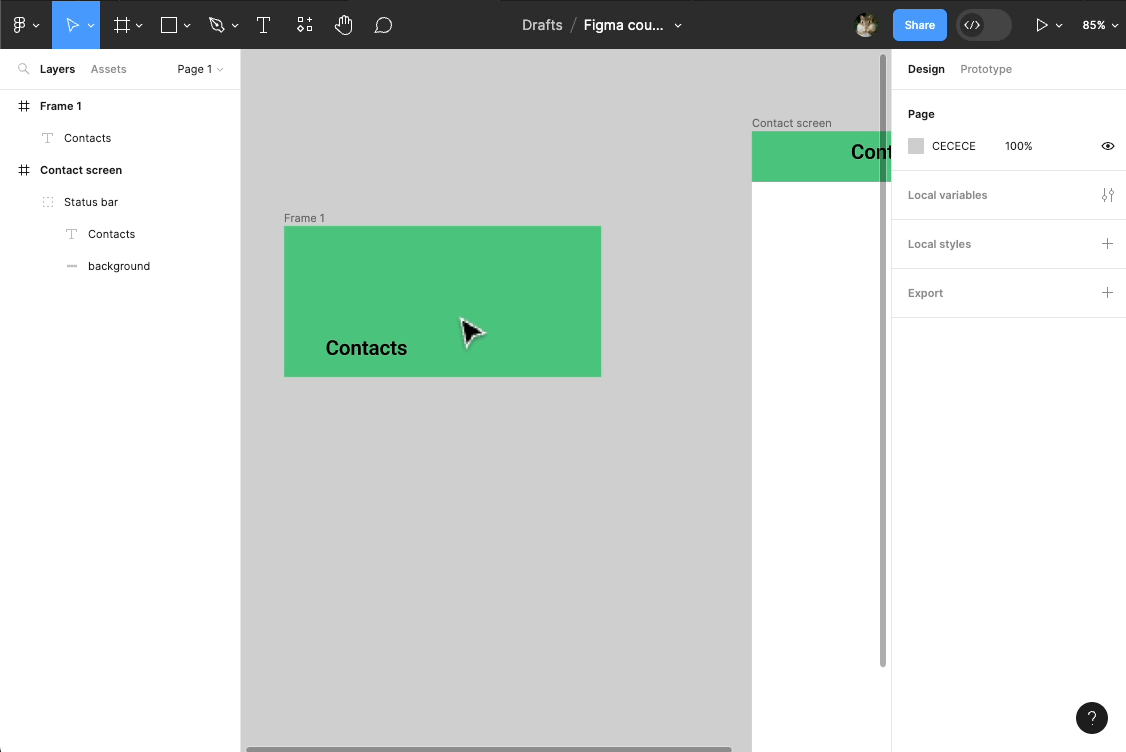 Drafts / Figma cou...
Share
85%
Layers
Assets
Page 1
Frame 1
Contacts
Contact screen
Status bar
Contacts
background
Contact screen
Cont
Frame 1
Contacts
Design
Prototype
Page
CECECE
100%
Local variables
Local styles
Export
?